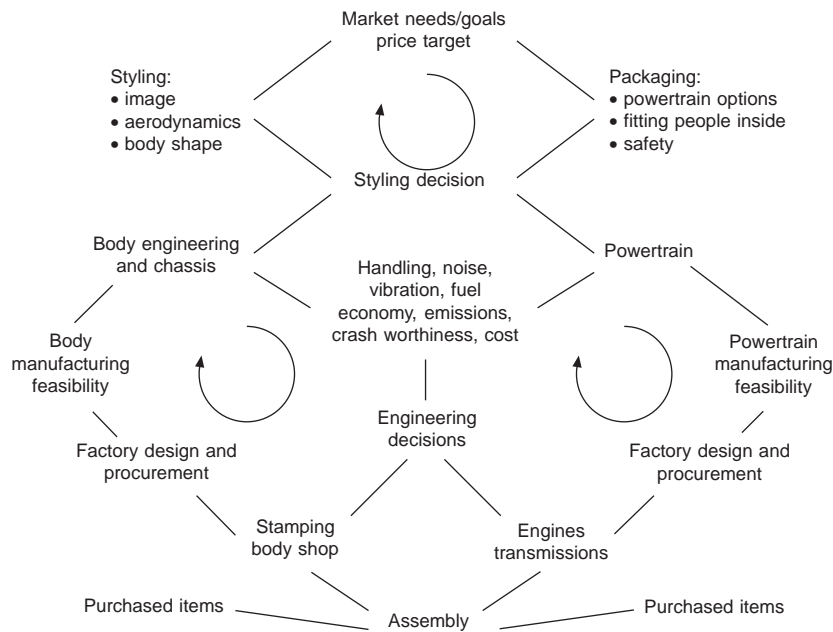 Market needs/goals
price target
Styling:
• image
• aerodynamics
• body shape
Packaging:
• powertrain options
• fitting people inside
• safety
Styling decision
Body engineering
and chassis
Handling, noise,
vibration, fuel
economy, emissions,
crash worthiness, cost
Powertrain
Body
manufacturing
feasibility
Powertrain
manufacturing
feasibility
Engineering
decisions
Factory design and
procurement
Factory design and
procurement
Stamping
body shop
Engines
transmissions
Purchased items
Assembly
Purchased items